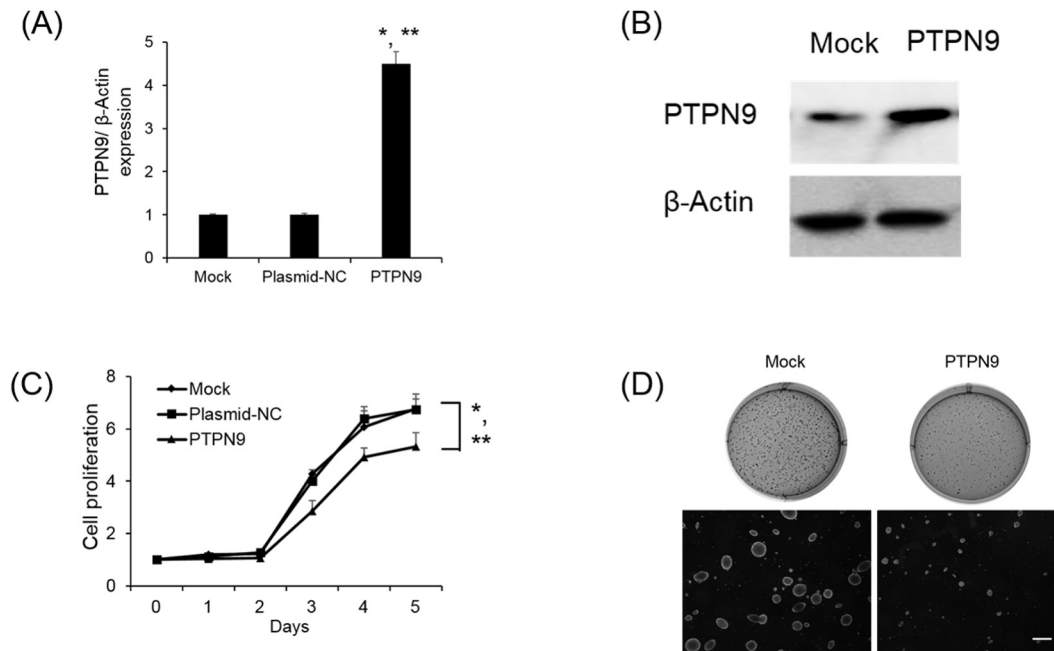 (A)
PTPN9/ β-Actin
expression
5
4
3
2
1
0
*, **
Mock Plasmid-NC PTPN9
(B)
Mock PTPN9
PTPN9
β-Actin
(C)
Cell proliferation
8
6
4
2
0
Mock
Plasmid-NC
PTPN9
*,
**
0 1 2 3 4 5
Days
(D)
Mock PTPN9